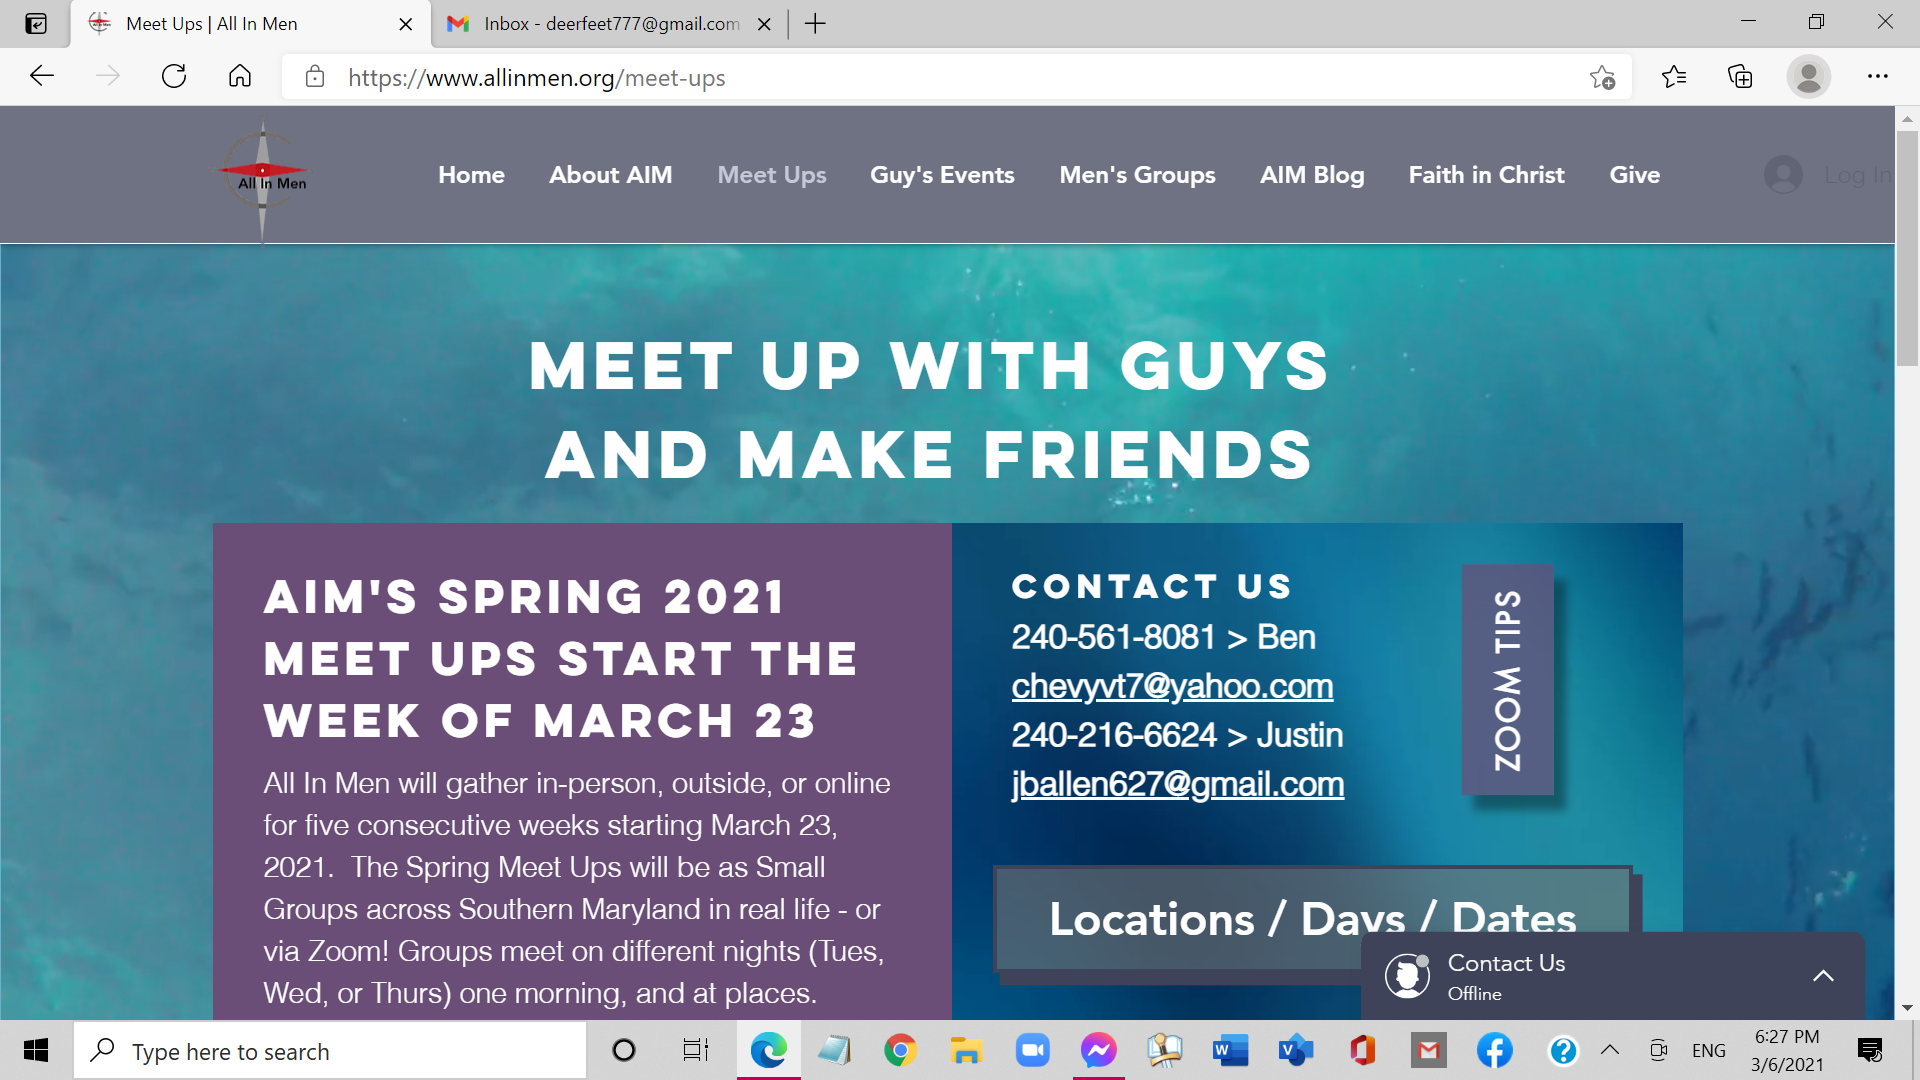 Meet Ups | All In Men
Inbox - deerfeet777@gmail.com
https://www.allinmen.org/meet-ups
All In Men
Home About AIM Meet Ups Guy's Events Men's Groups AIM Blog Faith in Christ Give Log In
MEET UP WITH GUYS
AND MAKE FRIENDS
AIM'S SPRING 2021
MEET UPS START THE
WEEK OF MARCH 23
All In Men will gather in-person, outside, or online
for five consecutive weeks starting March 23,
2021. The Spring Meet Ups will be as Small
Groups across Southern Maryland in real life - or
via Zoom! Groups meet on different nights (Tues,
Wed, or Thurs) one morning, and at places.
CONTACT US
240-561-8081 > Ben
chevyvt7@yahoo.com
240-216-6624 > Justin
jballen627@gmail.com
ZOOM TIPS
Locations / Days / Dates
Contact Us
Offline
Type here to search
ENG
6:27 PM
3/6/2021